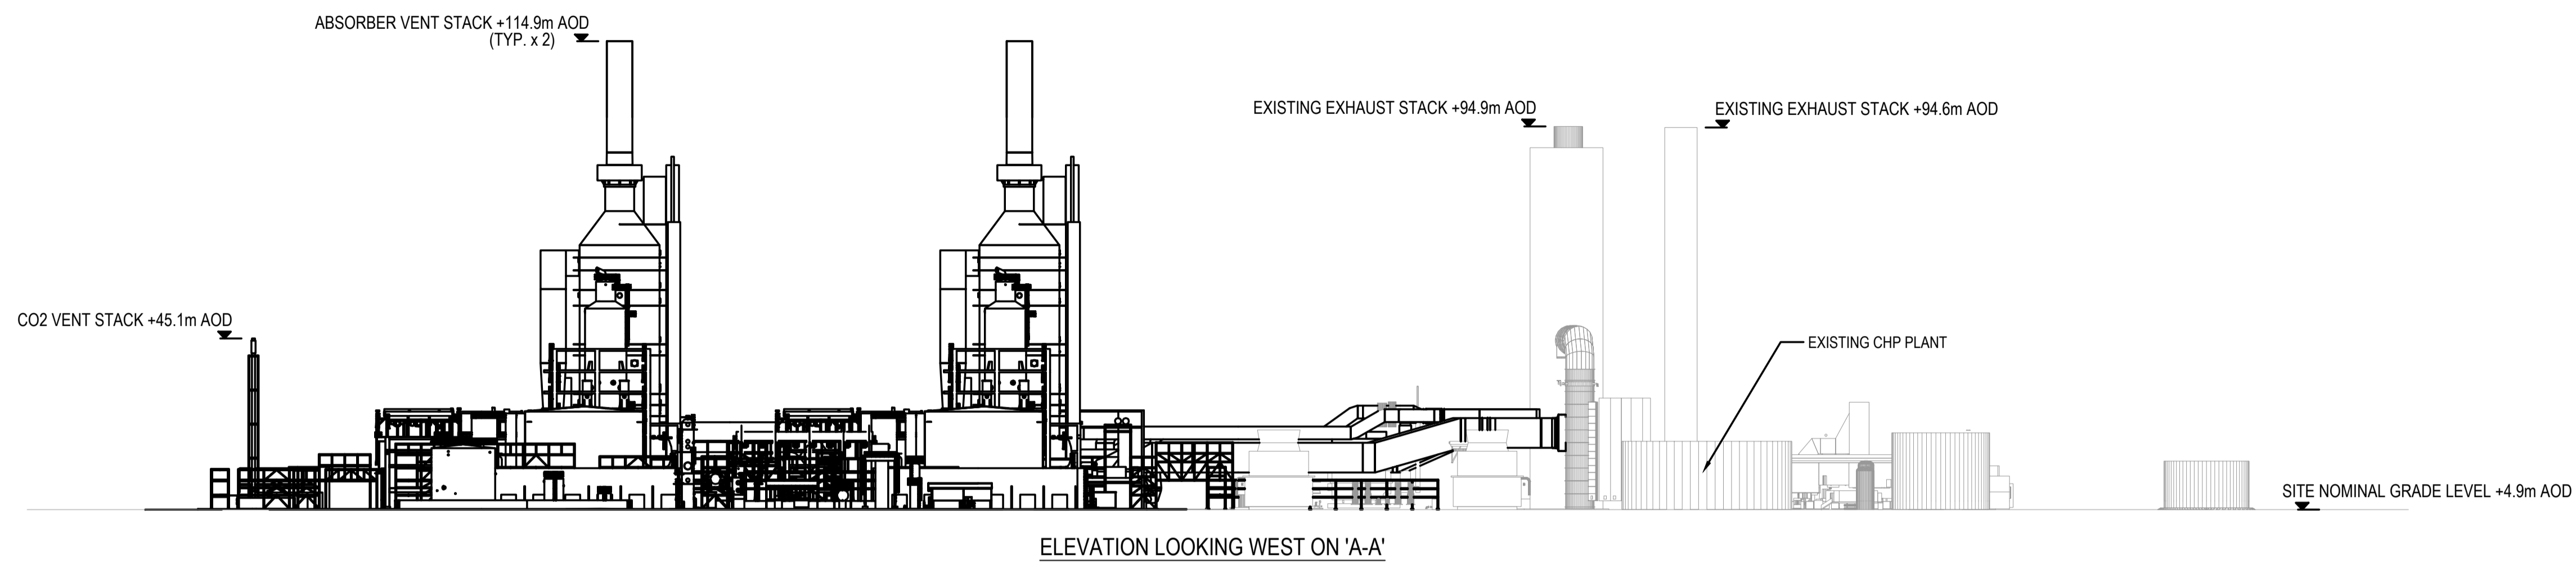 ABSORBER VENT STACK +114.9m AOD
(TYP. x 2)
EXISTING EXHAUST STACK +94.9m AOD
EXISTING EXHAUST STACK +94.6m AOD
CO2 VENT STACK +45.1m AOD
EXISTING CHP PLANT
SITE NOMINAL GRADE LEVEL +4.9m AOD
ELEVATION LOOKING WEST ON 'A-A'